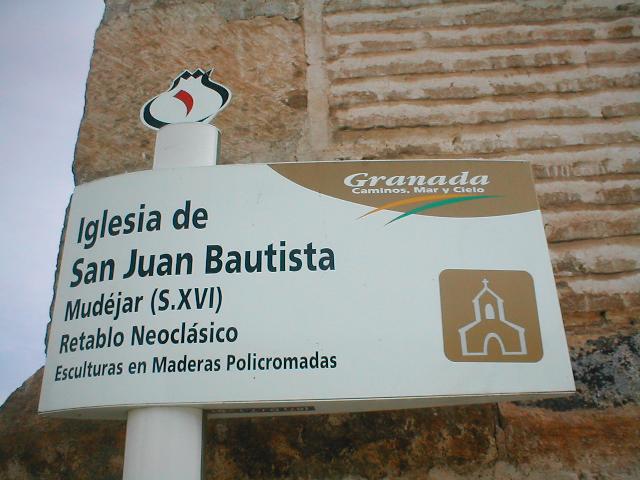 Granada
Caminos, Mar y Cielo
Iglesia de
San Juan Bautista
Mudéjar (S.XVI)
Retablo Neoclásico
Esculturas en Maderas Policromadas